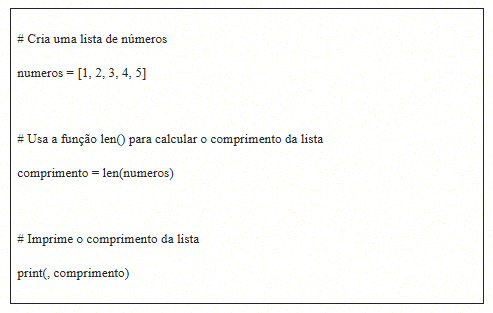 # Cria uma lista de números
numeros = [1, 2, 3, 4, 5]
# Usa a função len() para calcular o comprimento da lista
comprimento = len(numeros)
# Imprime o comprimento da lista
print(, comprimento)